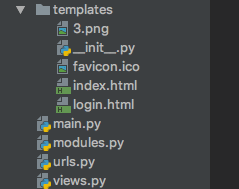 templates
3.png
__init__.py
favicon.ico
index.html
login.html
main.py
modules.py
urls.py
views.py